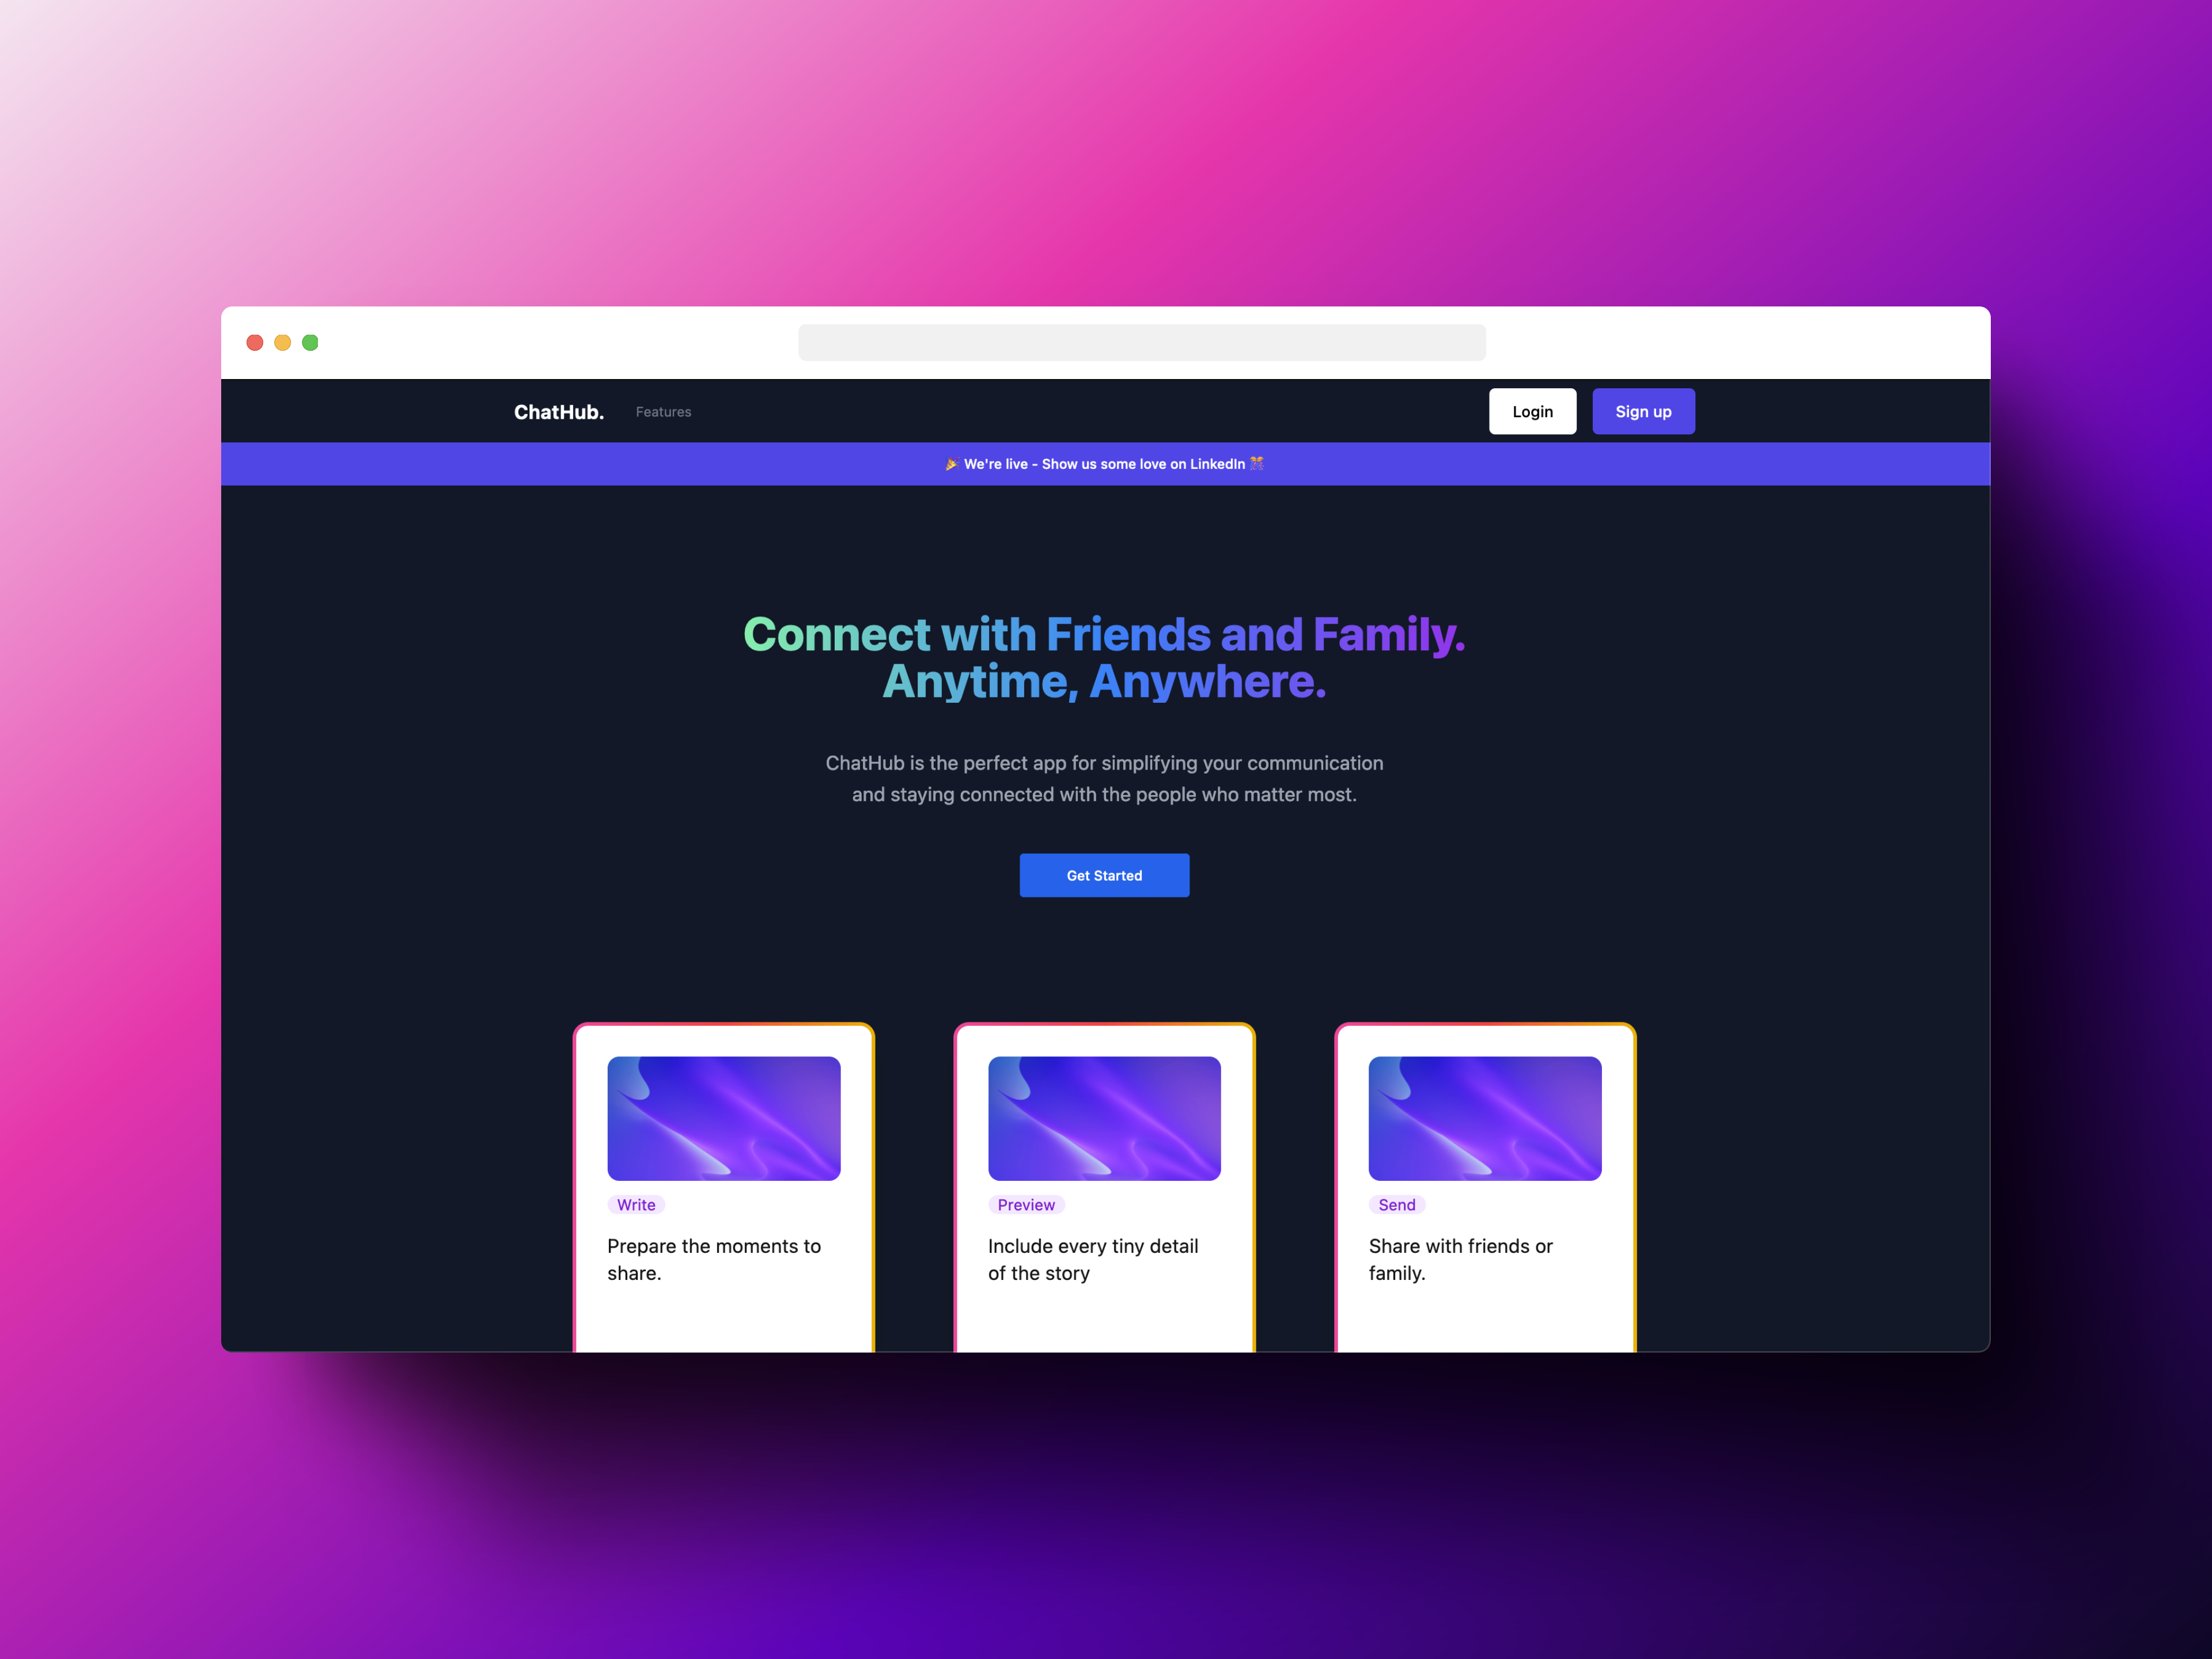 ChatHub. Features Login Sign up
🎉 We're live - Show us some love on LinkedIn 🎊
Connect with Friends and Family.
Anytime, Anywhere.
ChatHub is the perfect app for simplifying your communication
and staying connected with the people who matter most.
Get Started
Write
Prepare the moments to
share.
Preview
Include every tiny detail
of the story
Send
Share with friends or
family.